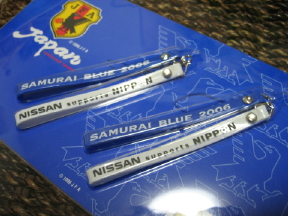 JFA
Japan
SAMURAI BLUE 2006
NISSAN supports NIPPON
SAMURAI BLUE 2006
NISSAN supports NIPPON